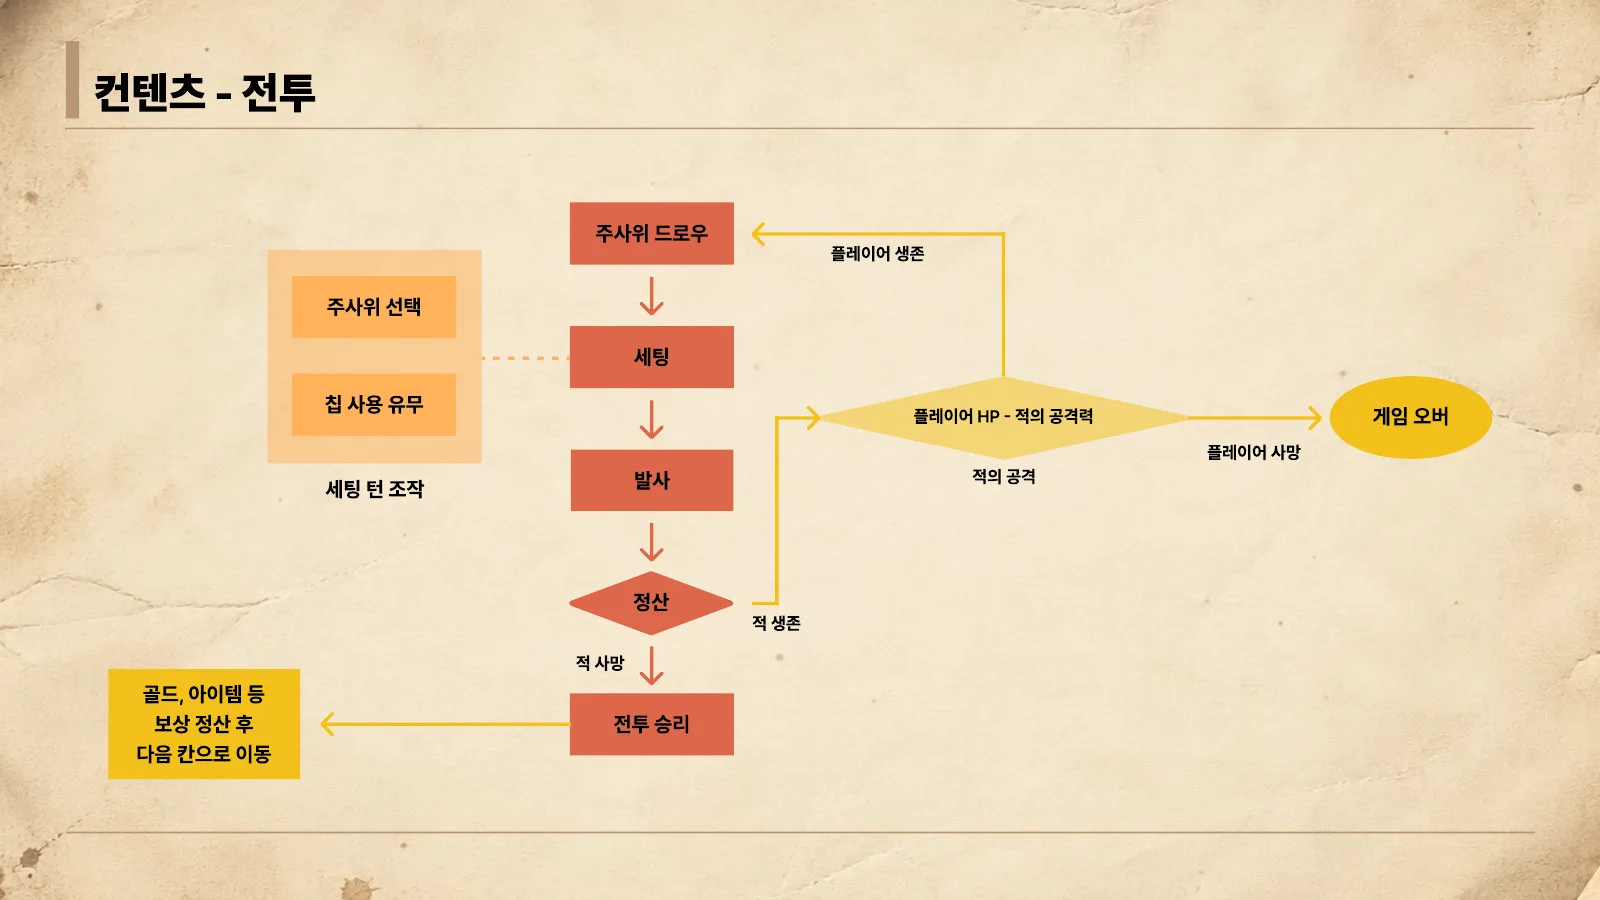 컨텐츠 - 전투
주사위 드로우
플레이어 생존
주사위 선택
세팅
칩 사용 유무
세팅 턴 조작
발사
플레이어 HP - 적의 공격력
적의 공격
게임 오버
플레이어 사망
정산
적 생존
적 사망
전투 승리
골드, 아이템 등
보상 정산 후
다음 칸으로 이동